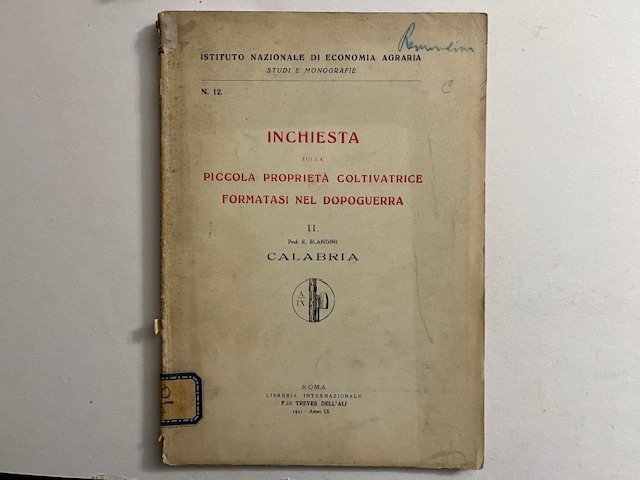 ISTITUTO NAZIONALE DI ECONOMIA AGRARIA
STUDI E MONOGRAFIE
N. 12.
INCHIESTA
SULLA
PICCOLA PROPRIETÀ COLTIVATRICE
FORMATASI NEL DOPOGUERRA
II.
Prof. E. BLANDINI
CALABRIA
A.
IX
ROMA
LIBRERIA INTERNAZIONALE
F.lli TREVES DELL'ALI
1931 - Anno IX